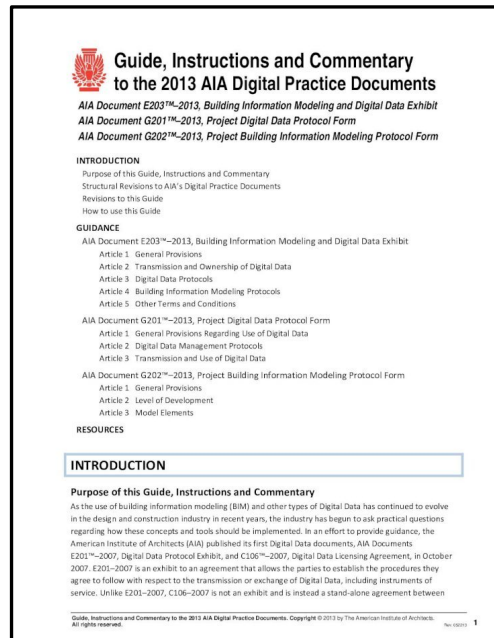 Guide, Instructions and Commentary
to the 2013 AIA Digital Practice Documents
AIA Document E203™–2013, Building Information Modeling and Digital Data Exhibit
AIA Document G201™–2013, Project Digital Data Protocol Form
AIA Document G202™–2013, Project Building Information Modeling Protocol Form
INTRODUCTION
Purpose of this Guide, Instructions and Commentary
Structural Revisions to AIA's Digital Practice Documents
Revisions to this Guide
How to use this Guide
GUIDANCE
AIA Document E203™–2013, Building Information Modeling and Digital Data Exhibit
Article 1 General Provisions
Article 2 Transmission and Ownership of Digital Data
Article 3 Digital Data Protocols
Article 4 Building Information Modeling Protocols
Article 5 Other Terms and Conditions
AIA Document G201™–2013, Project Digital Data Protocol Form
Article 1 General Provisions Regarding Use of Digital Data
Article 2 Digital Data Management Protocols
Article 3 Transmission and Use of Digital Data
AIA Document G202™–2013, Project Building Information Modeling Protocol Form
Article 1 General Provisions
Article 2 Level of Development
Article 3 Model Elements
RESOURCES
INTRODUCTION
Purpose of this Guide, Instructions and Commentary
As the use of building information modeling (BIM) and other types of Digital Data has continued to evolve
in the design and construction industry in recent years, the industry has begun to ask practical questions
regarding how these concepts and tools should be implemented. In an effort to provide guidance, the
American Institute of Architects (AIA) published its first Digital Data documents, AIA Documents
E201™–2007, Digital Data Protocol Exhibit, and C106™–2007, Digital Data Licensing Agreement, in October
2007. E201–2007 is an exhibit to an agreement that allows the parties to establish the procedures they
agree to follow with respect to the transmission or exchange of Digital Data, including instruments of
service. Unlike E201–2007, C106–2007 is not an exhibit and is instead a stand-alone agreement between
Guide, Instructions and Commentary to the 2013 AIA Digital Practice Documents. Copyright © 2013 by The American Institute of Architects.
All rights reserved.
1